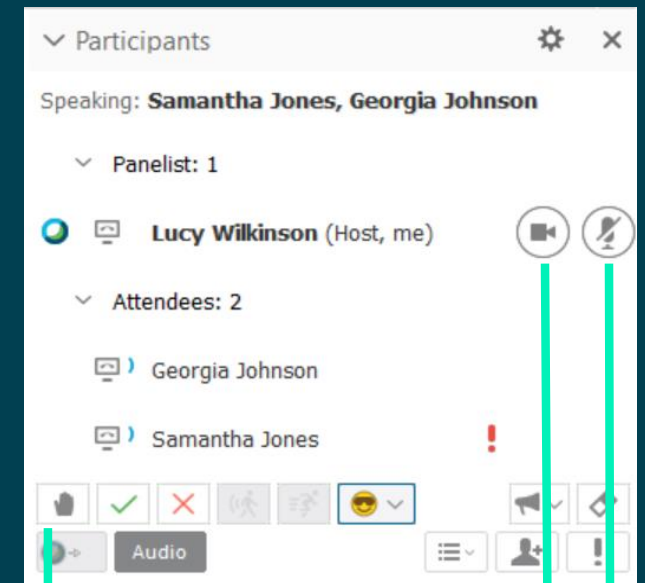 Participants
Speaking: Samantha Jones, Georgia Johnson
Panelist: 1
Lucy Wilkinson (Host, me)
Attendees: 2
Georgia Johnson
Samantha Jones
Audio